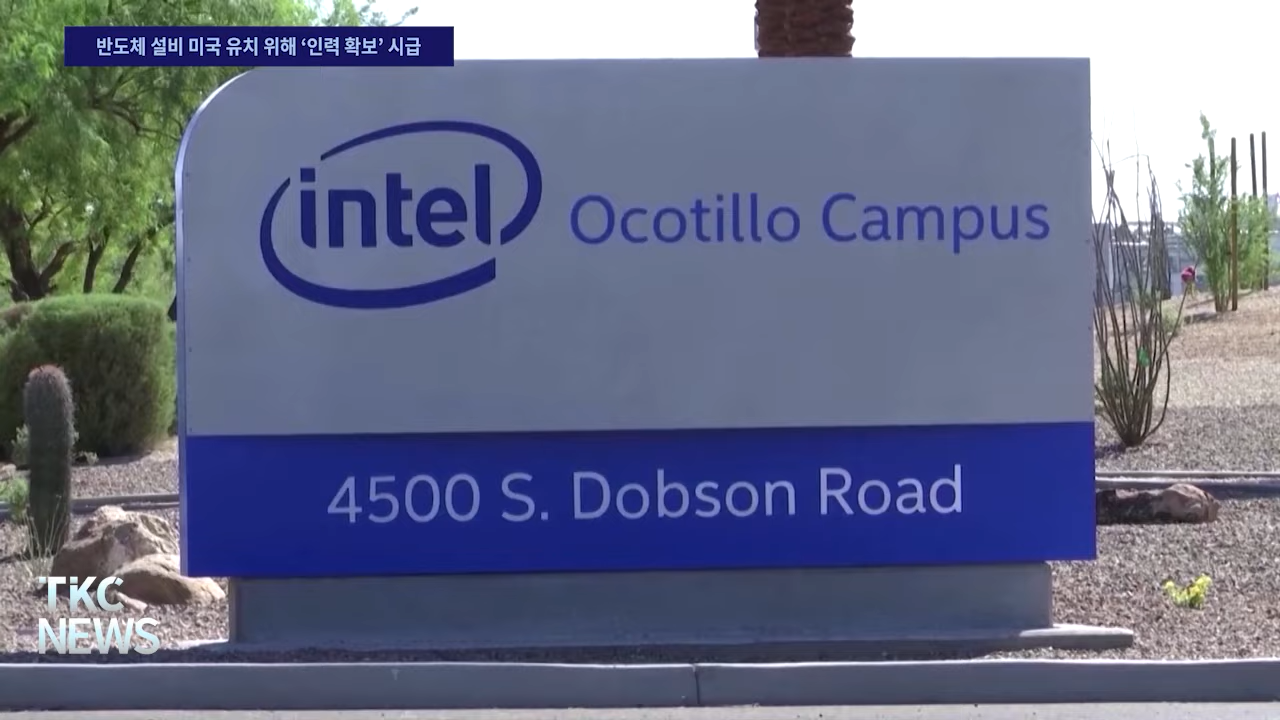 반도체 설비 미국 유치 위해 ‘인력 확보’ 시급
intel Ocotillo Campus
4500 S. Dobson Road
TKC
NEWS